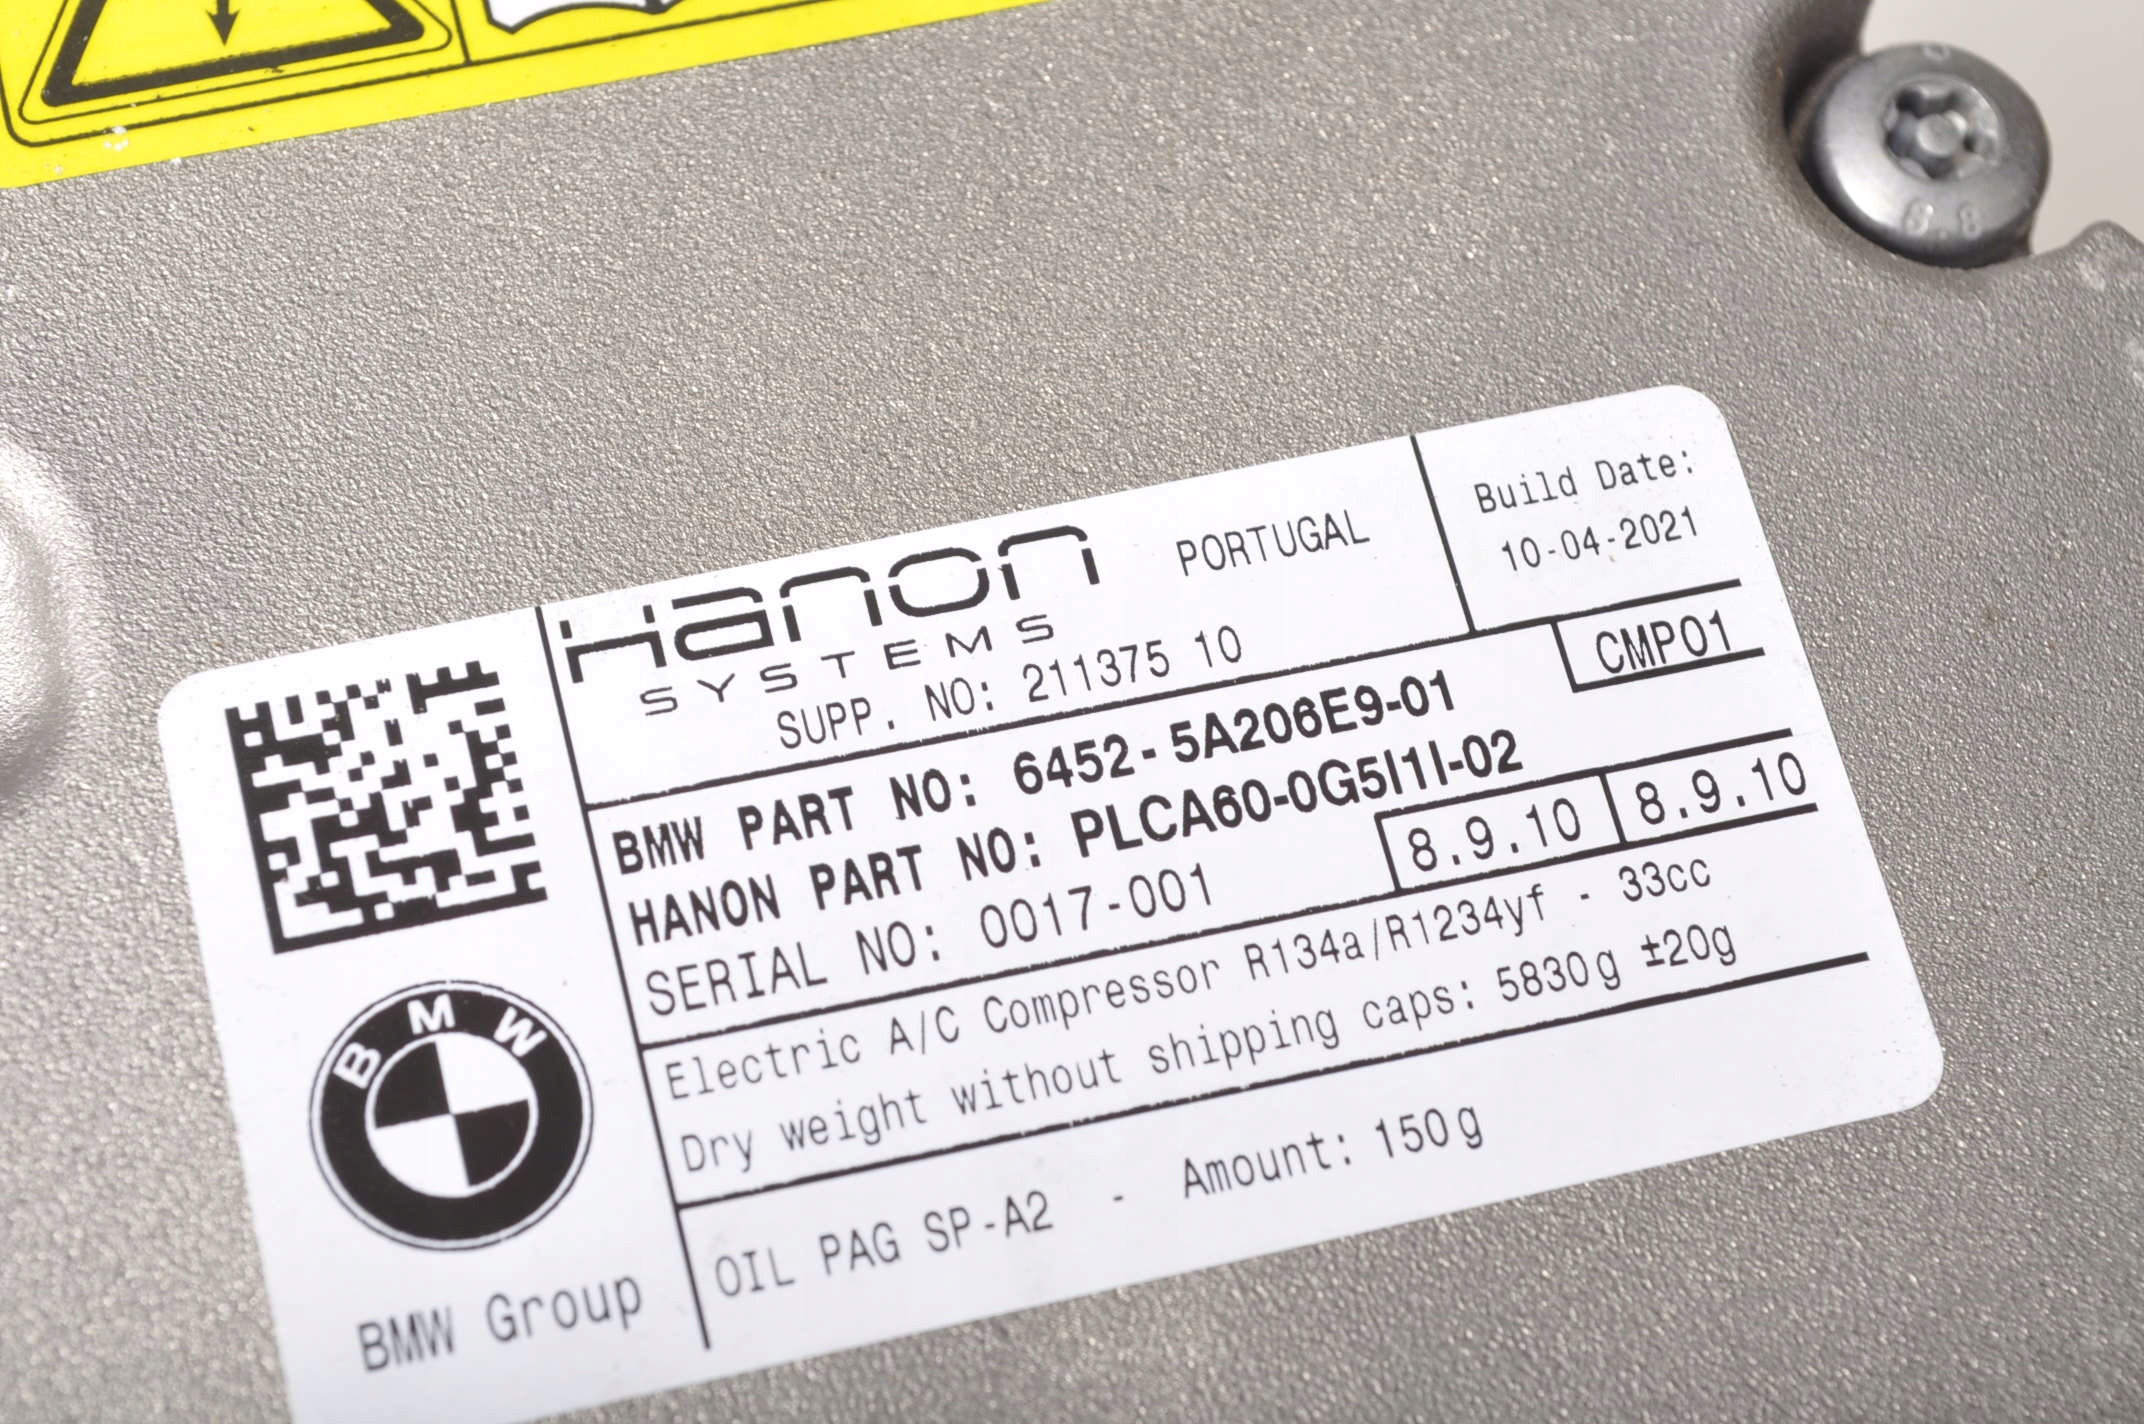 Hanon
SYSTEMS
PORTUGAL
SUPP. NO: 211375 10
Build Date:
10-04-2021
CMP01
BMW PART NO: 6452-5A206E9-01
HANON PART NO: PLCA60-0G5I1I-02
SERIAL NO: 0017-001
8.9.10 8.9.10
Electric A/C Compressor R134a/R1234yf - 33cc
Dry weight without shipping caps: 5830g ±20g
OIL PAG SP-A2 - Amount: 150g
BMW
BMW Group
8.8